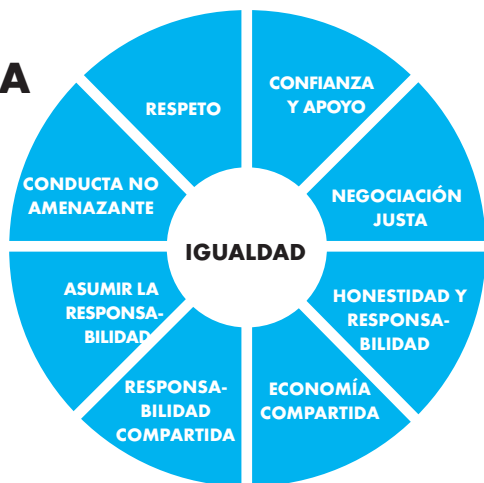 A
RESPETO
CONFIANZA
Y APOYO
NEGOCIACIÓN
JUSTA
HONESTIDAD Y
RESPONSA-
BILIDAD
ECONOMÍA
COMPARTIDA
RESPONSA-
BILIDAD
COMPARTIDA
ASUMIR LA
RESPONSA-
BILIDAD
CONDUCTA NO
AMENAZANTE
IGUALDAD